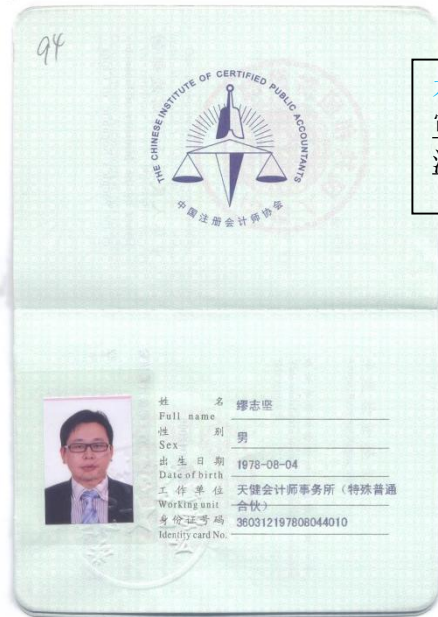 94
THE CHINESE INSTITUTE OF CERTIFIED PUBLIC ACCOUNTANTS
中国注册会计师协会
姓 名 缪志坚
Full name
性 别 男
Sex
出生日期 1978-08-04
Date of birth
工作单位 天健会计师事务所（特殊普通
Working unit 合伙）
身份证号码 360312197808044010
Identity card No.